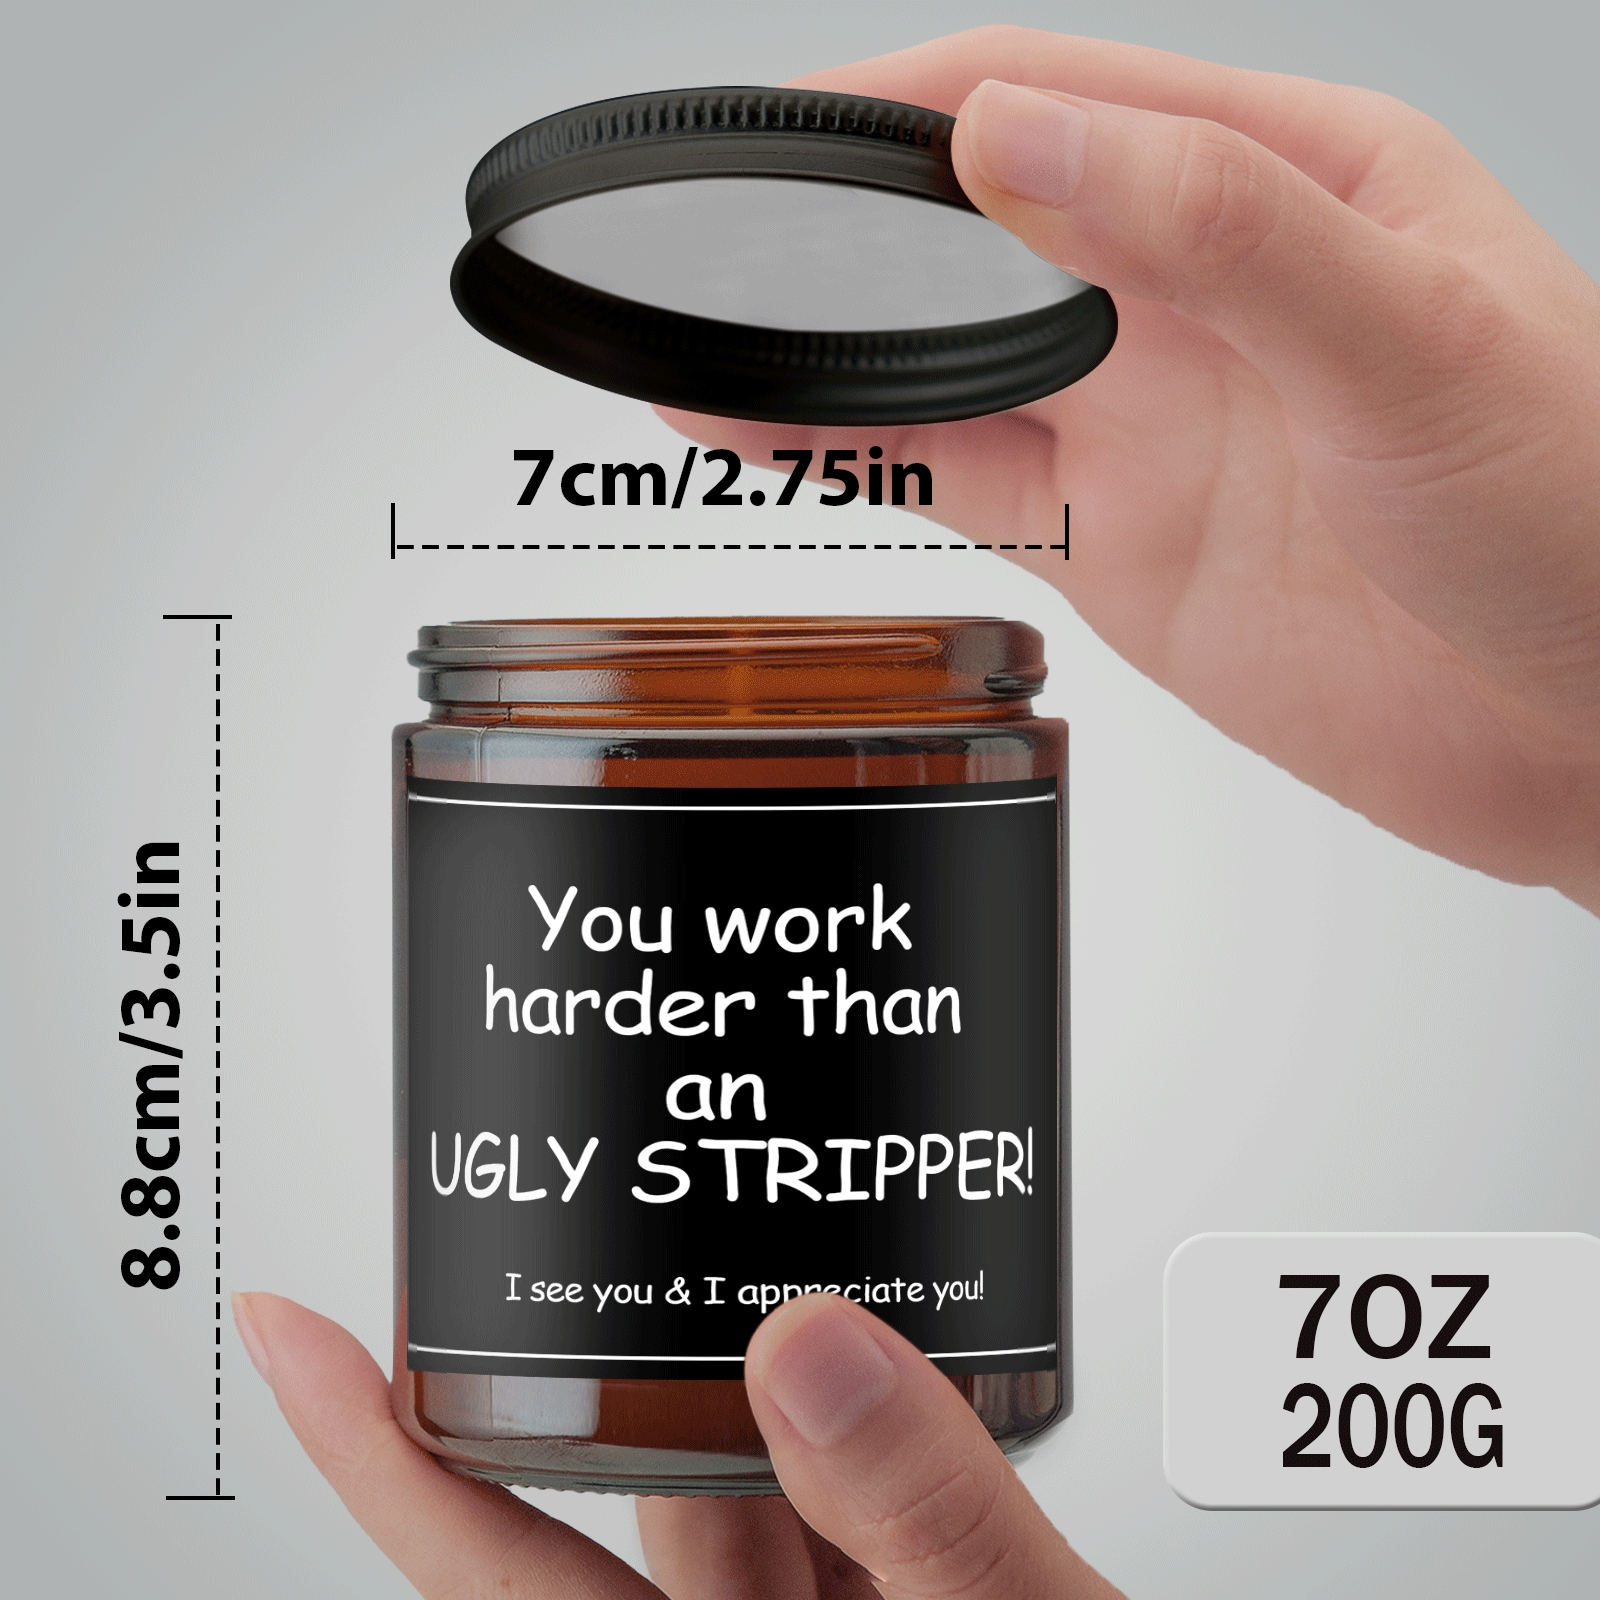 7cm/2.75in
8.8cm/3.5in
You work
harder than
an
UGLY STRIPPER!
I see you & I appreciate you!
7OZ
200G